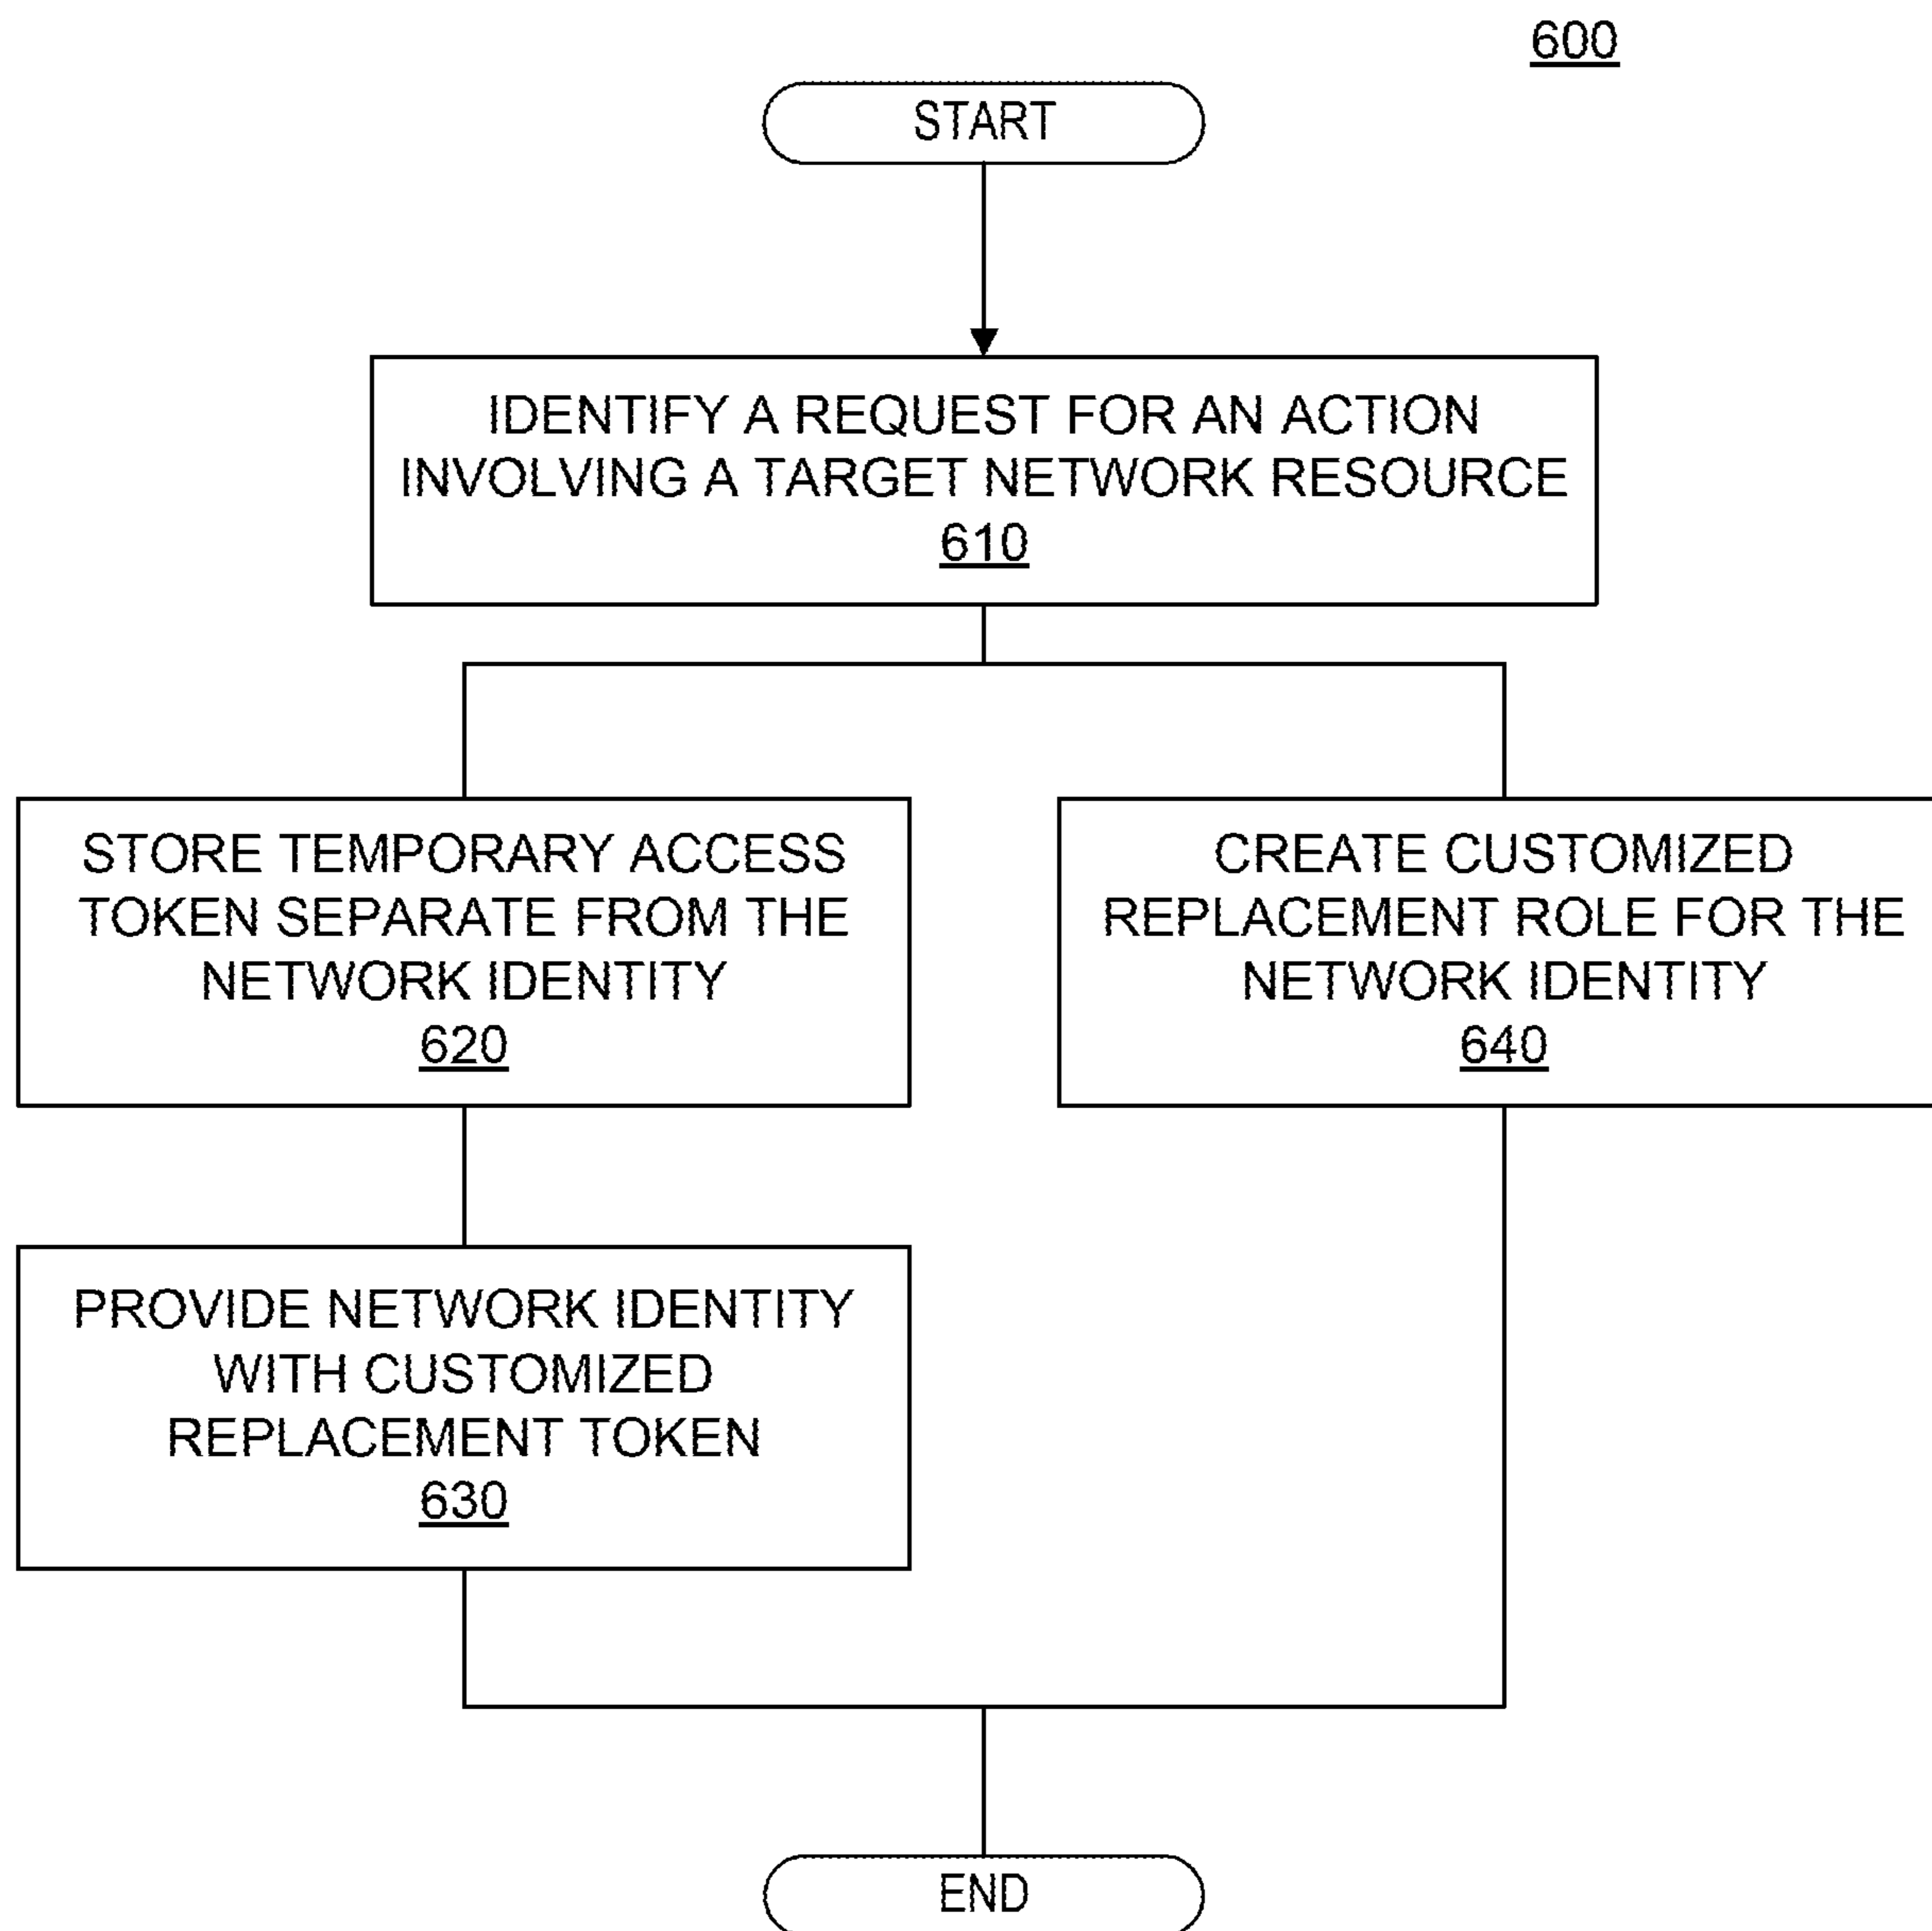 600
START
IDENTIFY A REQUEST FOR AN ACTION
INVOLVING A TARGET NETWORK RESOURCE
610
STORE TEMPORARY ACCESS
TOKEN SEPARATE FROM THE
NETWORK IDENTITY
620
CREATE CUSTOMIZED
REPLACEMENT ROLE FOR THE
NETWORK IDENTITY
640
PROVIDE NETWORK IDENTITY
WITH CUSTOMIZED
REPLACEMENT TOKEN
630
END